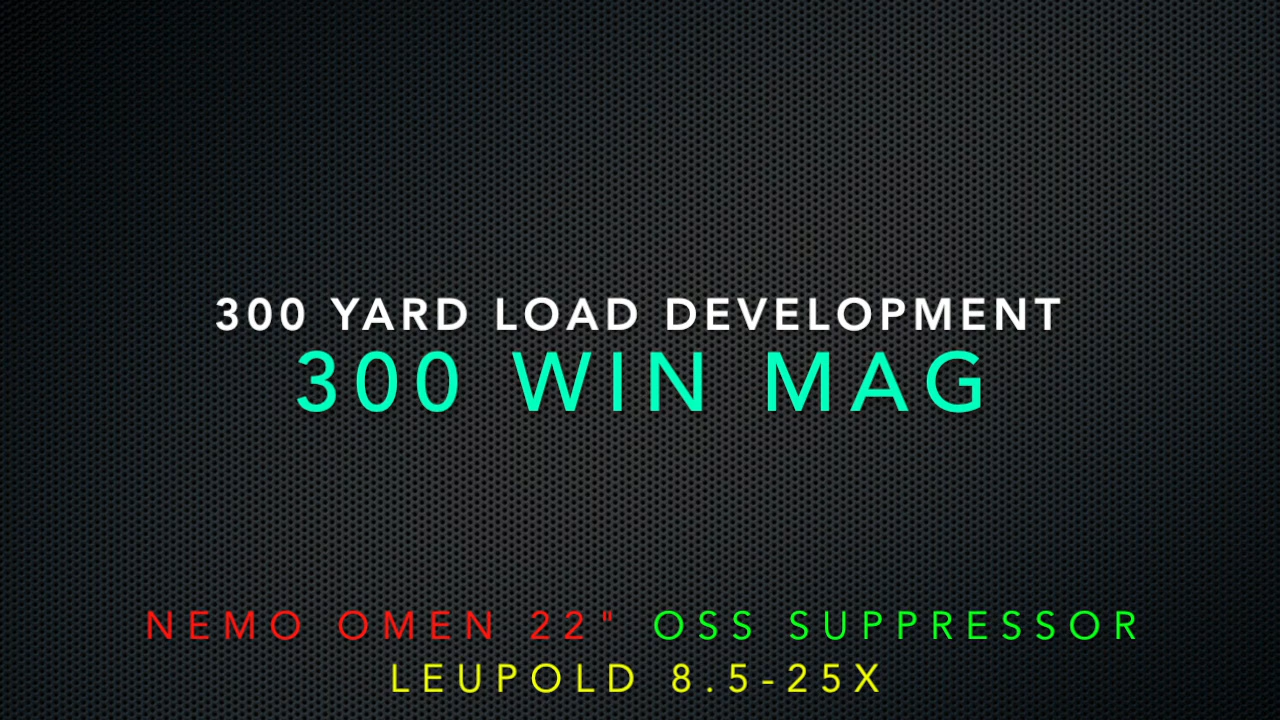 300 YARD LOAD DEVELOPMENT
300 WIN MAG
NEMO OMEN 22" OSS SUPPRESSOR
LEUPOLD 8.5-25X